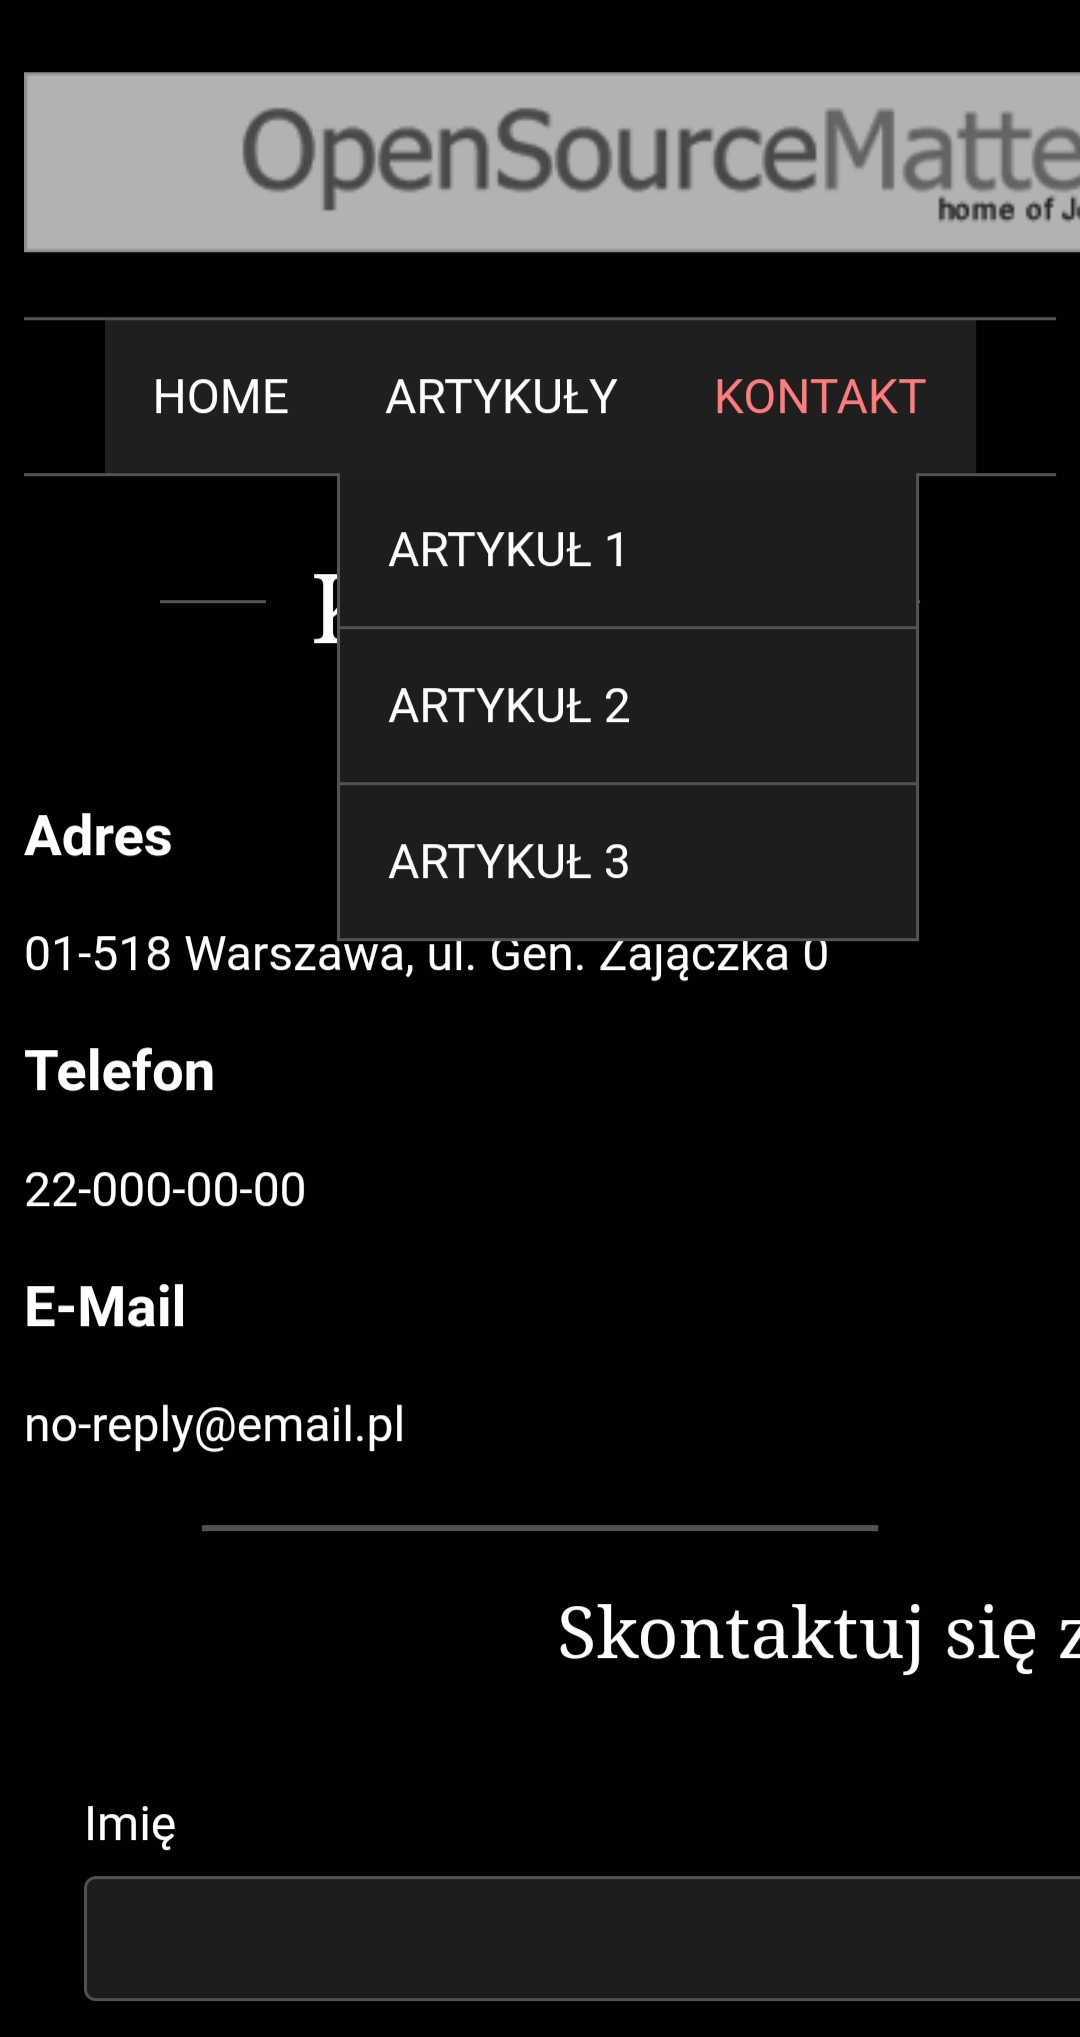 OpenSourceMatte
home of J
HOME ARTYKUŁY KONTAKT
ARTYKUŁ 1
K
ARTYKUŁ 2
Adres
ARTYKUŁ 3
01-518 Warszawa, ul. Gen. Zajączka 0
Telefon
22-000-00-00
E-Mail
no-reply@email.pl
Skontaktuj się z
Imię